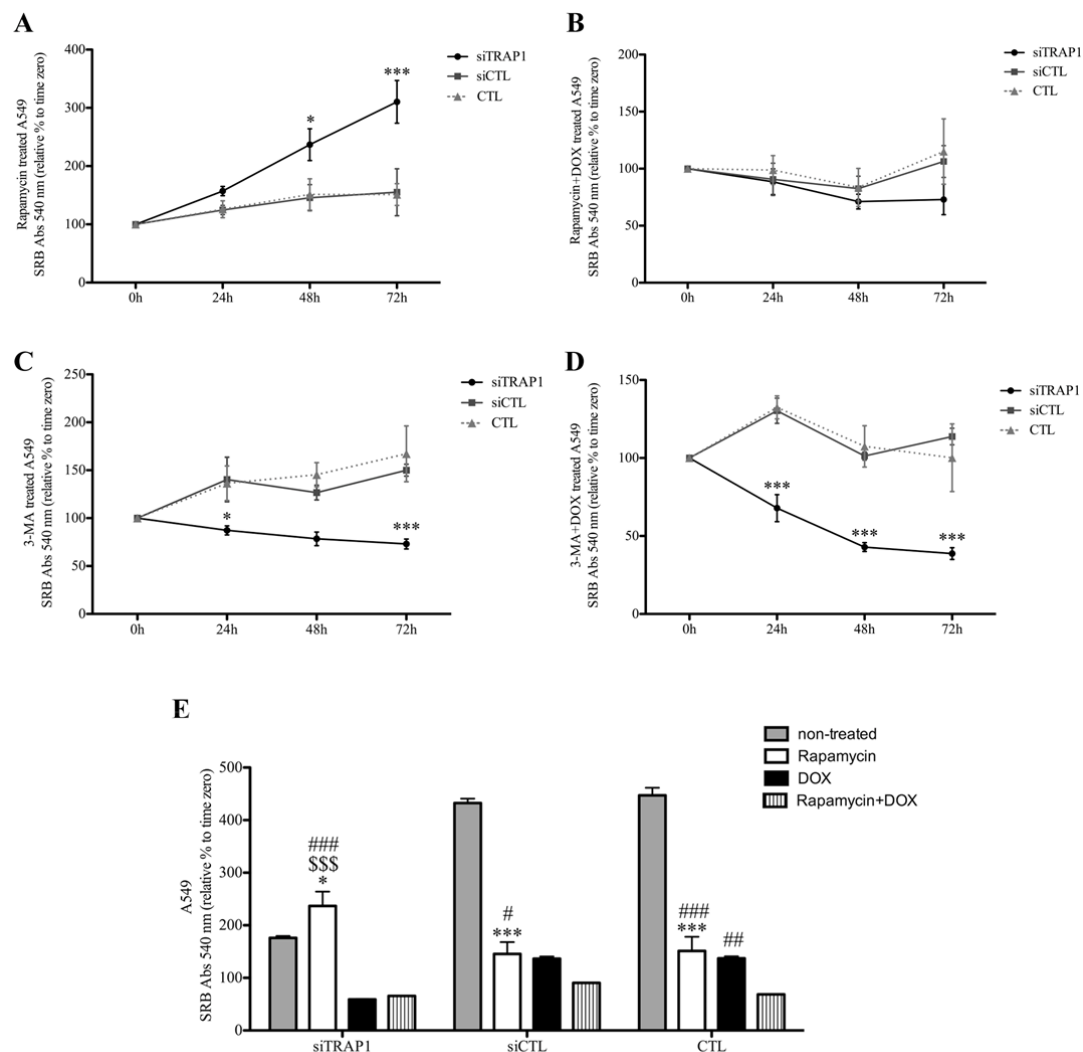 A
Rapamycin treated A549
SRB Abs 540 nm (relative % to time zero)
400
300
200
100
0
0h 24h 48h 72h
*
***
siTRAP1
siCTL
CTL
B
Rapamycin+DOX treated A549
SRB Abs 540 nm (relative % to time zero)
200
150
100
50
0
0h 24h 48h 72h
siTRAP1
siCTL
CTL
C
3-MA treated A549
SRB Abs 540 nm (relative % to time zero)
250
200
150
100
50
0
0h 24h 48h 72h
*
***
siTRAP1
siCTL
CTL
D
3-MA+DOX treated A549
SRB Abs 540 nm (relative % to time zero)
150
100
50
0
0h 24h 48h 72h
***
***
***
siTRAP1
siCTL
CTL
E
A549
SRB Abs 540 nm (relative % to time zero)
500
400
300
200
100
0
###
$$$
*
#
***
###
***
##
siTRAP1 siCTL CTL
non-treated
Rapamycin
DOX
Rapamycin+DOX